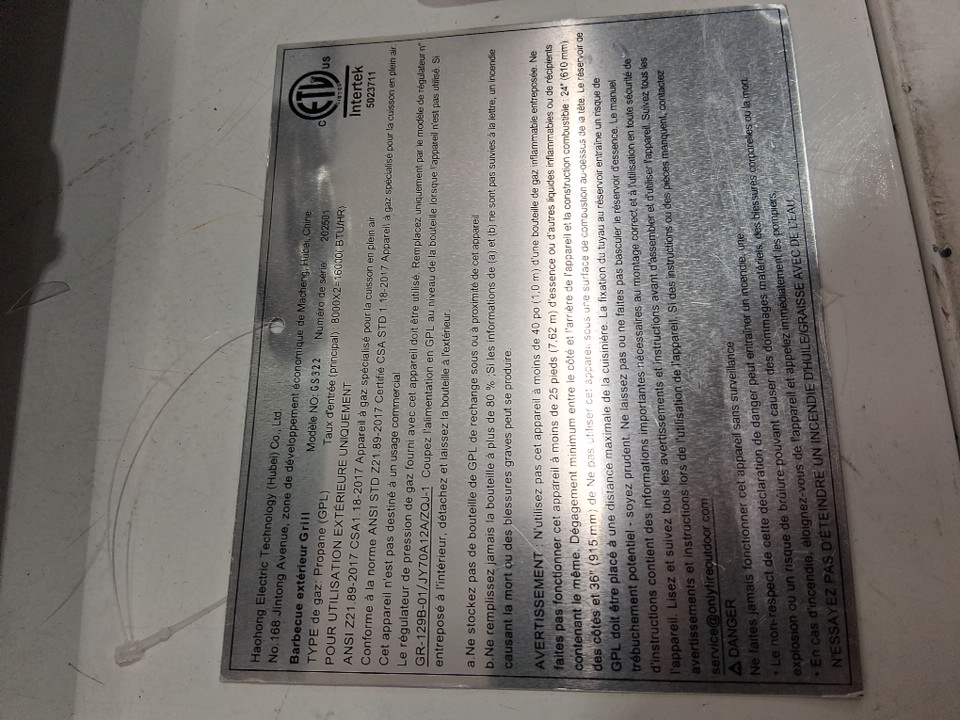 Haohong Electric Technology (Hubei) Co., Ltd.
No.168 Jintong Avenue, zone de développement économique de Macheng, Hubei, Chine
Barbecue extérieur Grill Modèle NO: GS322 Numéro de série: 202501
TYPE de gaz: Propane (GPL) Taux d'entrée (principal) : 8000X2=16000( BTU/HR)
POUR UTILISATION EXTÉRIEURE UNIQUEMENT
ANSI Z21.89-2017 CSA1.18-2017 Appareil à gaz spécialisé pour la cuisson en plein air
Conforme à la norme ANSI STD Z21.89-2017 Certifié CSA STD 1.18-2017 Appareil à gaz spécialisé pour la cuisson en plein air.
Cet appareil n'est pas destiné à un usage commercial
Le régulateur de pression de gaz fourni avec cet appareil doit être utilisé. Remplacez uniquement par le modèle de régulateur n°
GR-129B-01/JY70A12A/ZQJ-1 Coupez l'alimentation en GPL au niveau de la bouteille lorsque l'appareil n'est pas utilisé. Si
entreposé à l'intérieur, détachez et laissez la bouteille à l'extérieur.
a. Ne stockez pas de bouteille de GPL de rechange sous ou à proximité de cet appareil
b. Ne remplissez jamais la bouteille à plus de 80 % ;Si les informations de (a) et (b) ne sont pas suivies à la lettre, un incendie
causant la mort ou des blessures graves peut se produire.
AVERTISSEMENT : N'utilisez pas cet appareil à moins de 40 po (1,0 m) d'une bouteille de gaz inflammable entreposée. Ne
faites pas fonctionner cet appareil à moins de 25 pieds (7,62 m) d'essence ou d'autres liquides inflammables ou de récipients
contenant le même. Dégagement minimum entre le côté et l'arrière de l'appareil et la construction combustible : 24" (610 mm)
des côtés et 36" (915 mm) de Ne pas utiliser cet appareil sous une surface de combustion au-dessus de la tête. Le réservoir de
GPL doit être placé à une distance maximale de la cuisinière. La fixation du tuyau au réservoir entraîne un risque de
trébuchement potentiel - soyez prudent. Ne laissez pas ou ne faites pas basculer le réservoir d'essence. Le manuel
d'instructions contient des informations importantes nécessaires au montage correct et à l'utilisation en toute sécurité de
l'appareil. Lisez et suivez tous les avertissements et instructions avant d'assembler et d'utiliser l'appareil. Suivez tous les
avertissements et instructions lors de l'utilisation de l'appareil. Si des instructions ou des pièces manquent, contactez
service@onlyfireoutdoor.com
⚠ DANGER
Ne faites jamais fonctionner cet appareil sans surveillance
* Le non-respect de cette déclaration de danger peut entraîner un incendie, une
explosion ou un risque de brûlure pouvant causer des dommages matériels, des blessures corporelles ou la mort
* En cas d'incendie, éloignez-vous de l'appareil et appelez immédiatement les pompiers,
N'ESSAYEZ PAS D'ÉTEINDRE UN INCENDIE D'HUILE/GRAISSE AVEC DE L'EAU.
c ETL us
Intertek
5023711